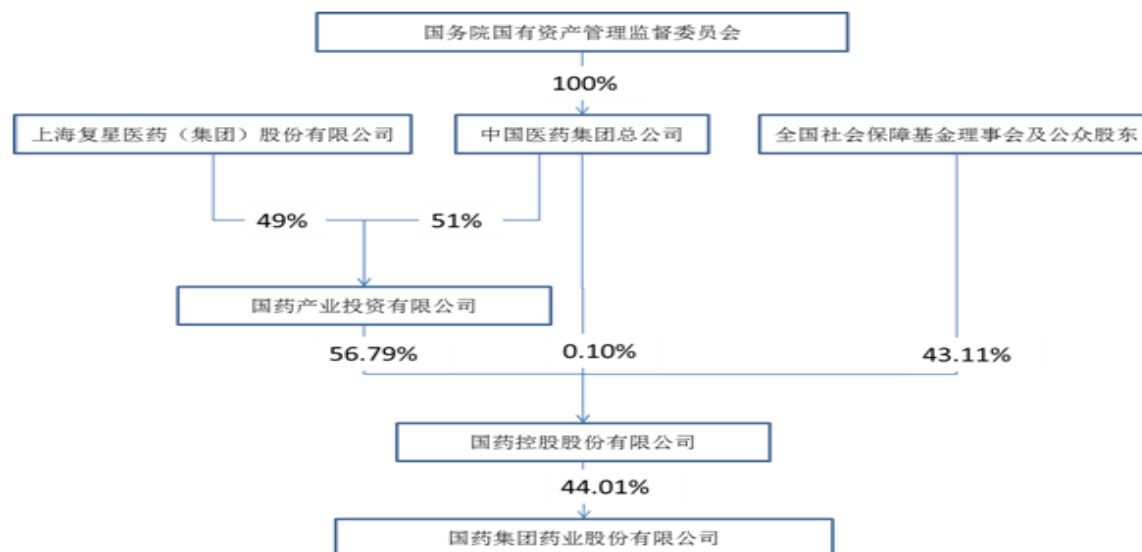 国务院国有资产管理监督委员会
100%
上海复星医药（集团）股份有限公司
中国医药集团总公司
全国社会保障基金理事会及公众股东
49%
51%
国药产业投资有限公司
56.79%
0.10%
43.11%
国药控股股份有限公司
44.01%
国药集团药业股份有限公司